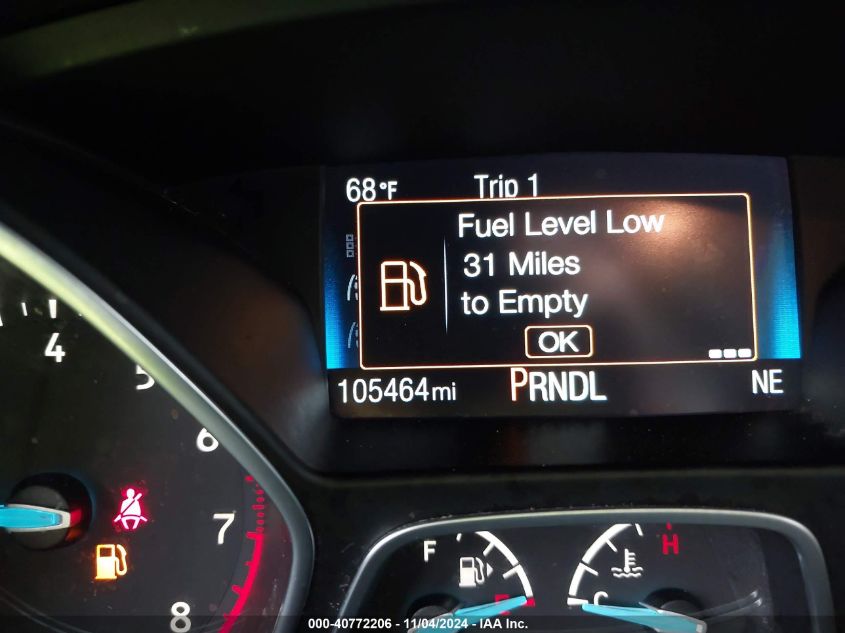 68°F Trip 1
Fuel Level Low
31 Miles
to Empty
OK
105464mi PRNDL NE
4
5
6
7
8
F H
E C
000-40772206 - 11/04/2024 - IAA Inc.